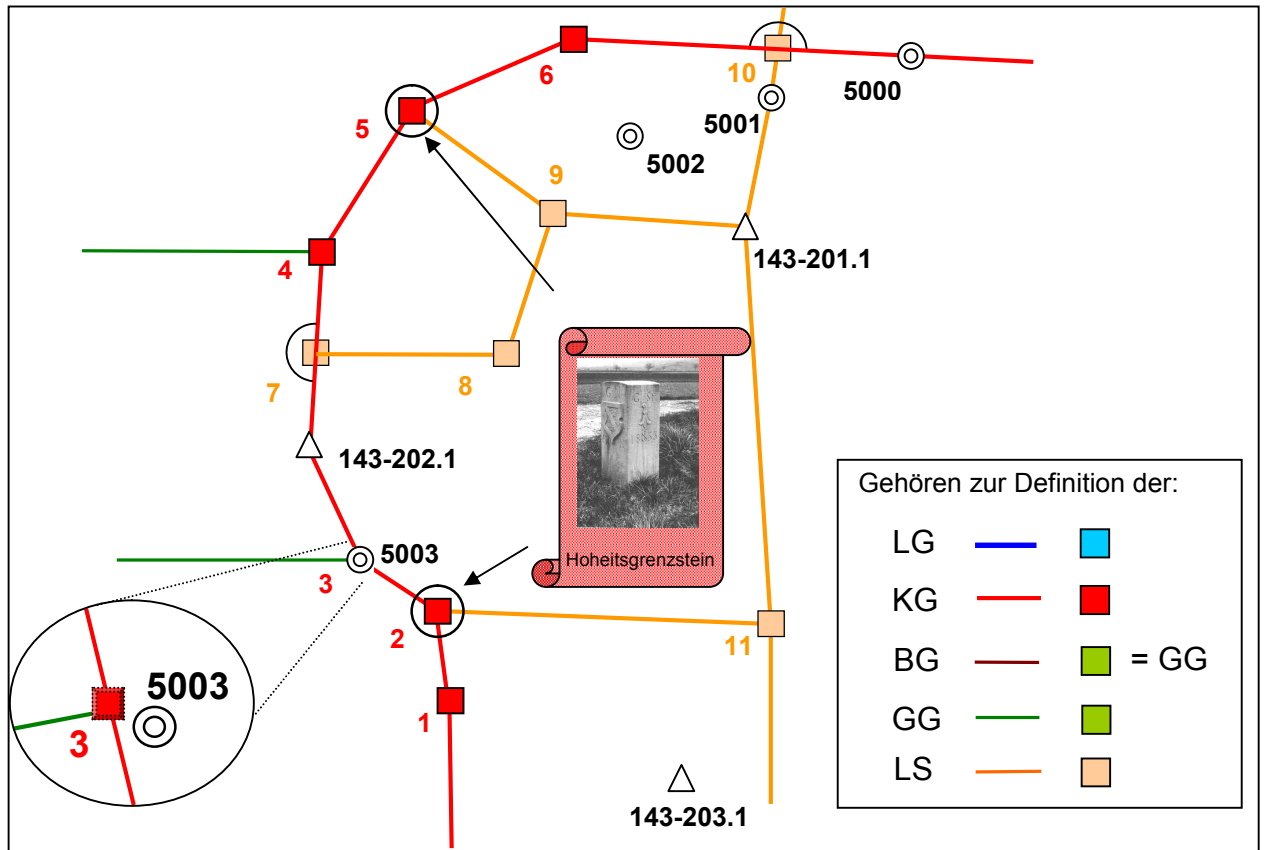 6
10
5000
5
5001
5002
9
143-201.1
4
7
8
143-202.1
Hoheitsgrenzstein
5003
3
2
11
1
5003
3
143-203.1
Gehören zur Definition der:
LG
KG
BG = GG
GG
LS